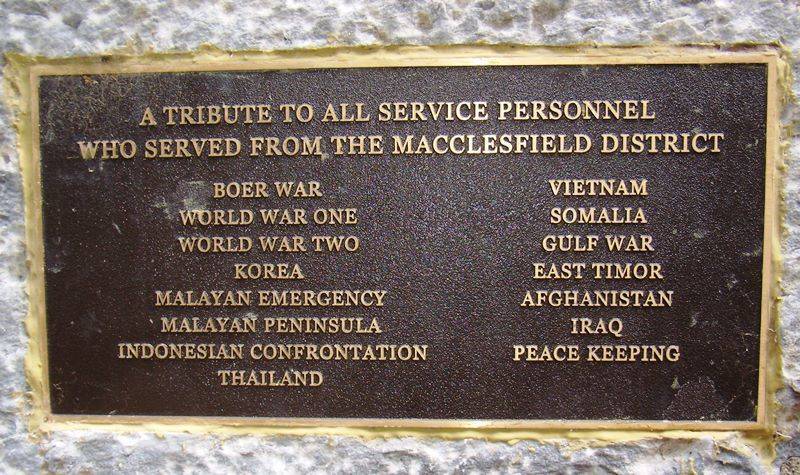 A TRIBUTE TO ALL SERVICE PERSONNEL
WHO SERVED FROM THE MACCLESFIELD DISTRICT
BOER WAR
WORLD WAR ONE
WORLD WAR TWO
KOREA
MALAYAN EMERGENCY
MALAYAN PENINSULA
INDONESIAN CONFRONTATION
THAILAND
VIETNAM
SOMALIA
GULF WAR
EAST TIMOR
AFGHANISTAN
IRAQ
PEACE KEEPING